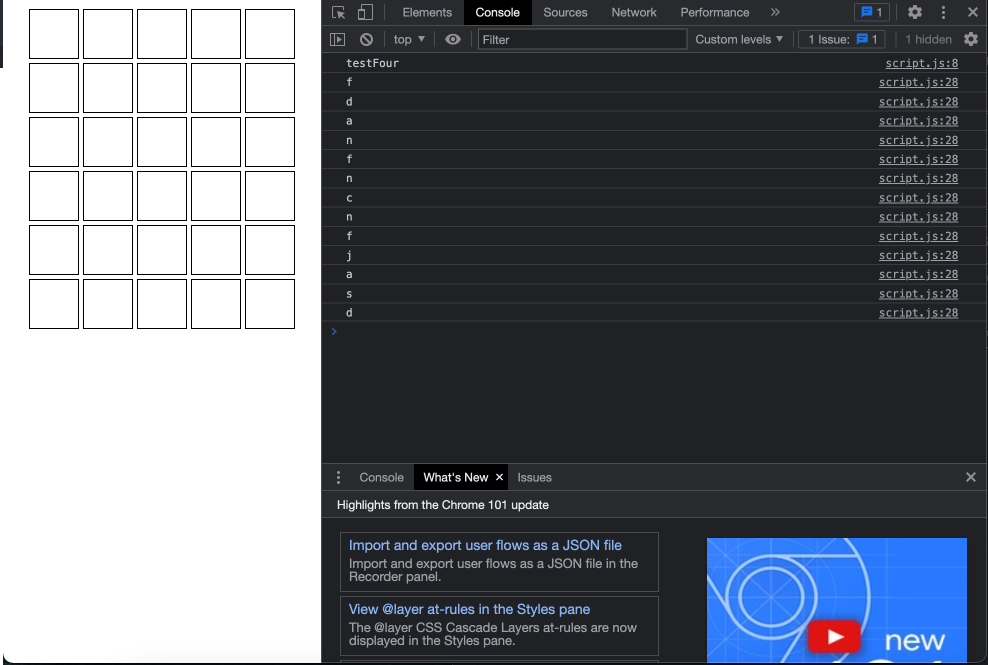 Elements Console Sources Network Performance » 1
top ▼ Filter Custom levels ▼ 1 Issue: 1 1 hidden
testFour script.js:8
f script.js:28
d script.js:28
a script.js:28
n script.js:28
f script.js:28
n script.js:28
c script.js:28
n script.js:28
f script.js:28
j script.js:28
a script.js:28
s script.js:28
d script.js:28
Console What's New × Issues
Highlights from the Chrome 101 update
Import and export user flows as a JSON file
Import and export user flows as a JSON file in the
Recorder panel.
View @layer at-rules in the Styles pane
The @layer CSS Cascade Layers at-rules are now
displayed in the Styles pane.
new